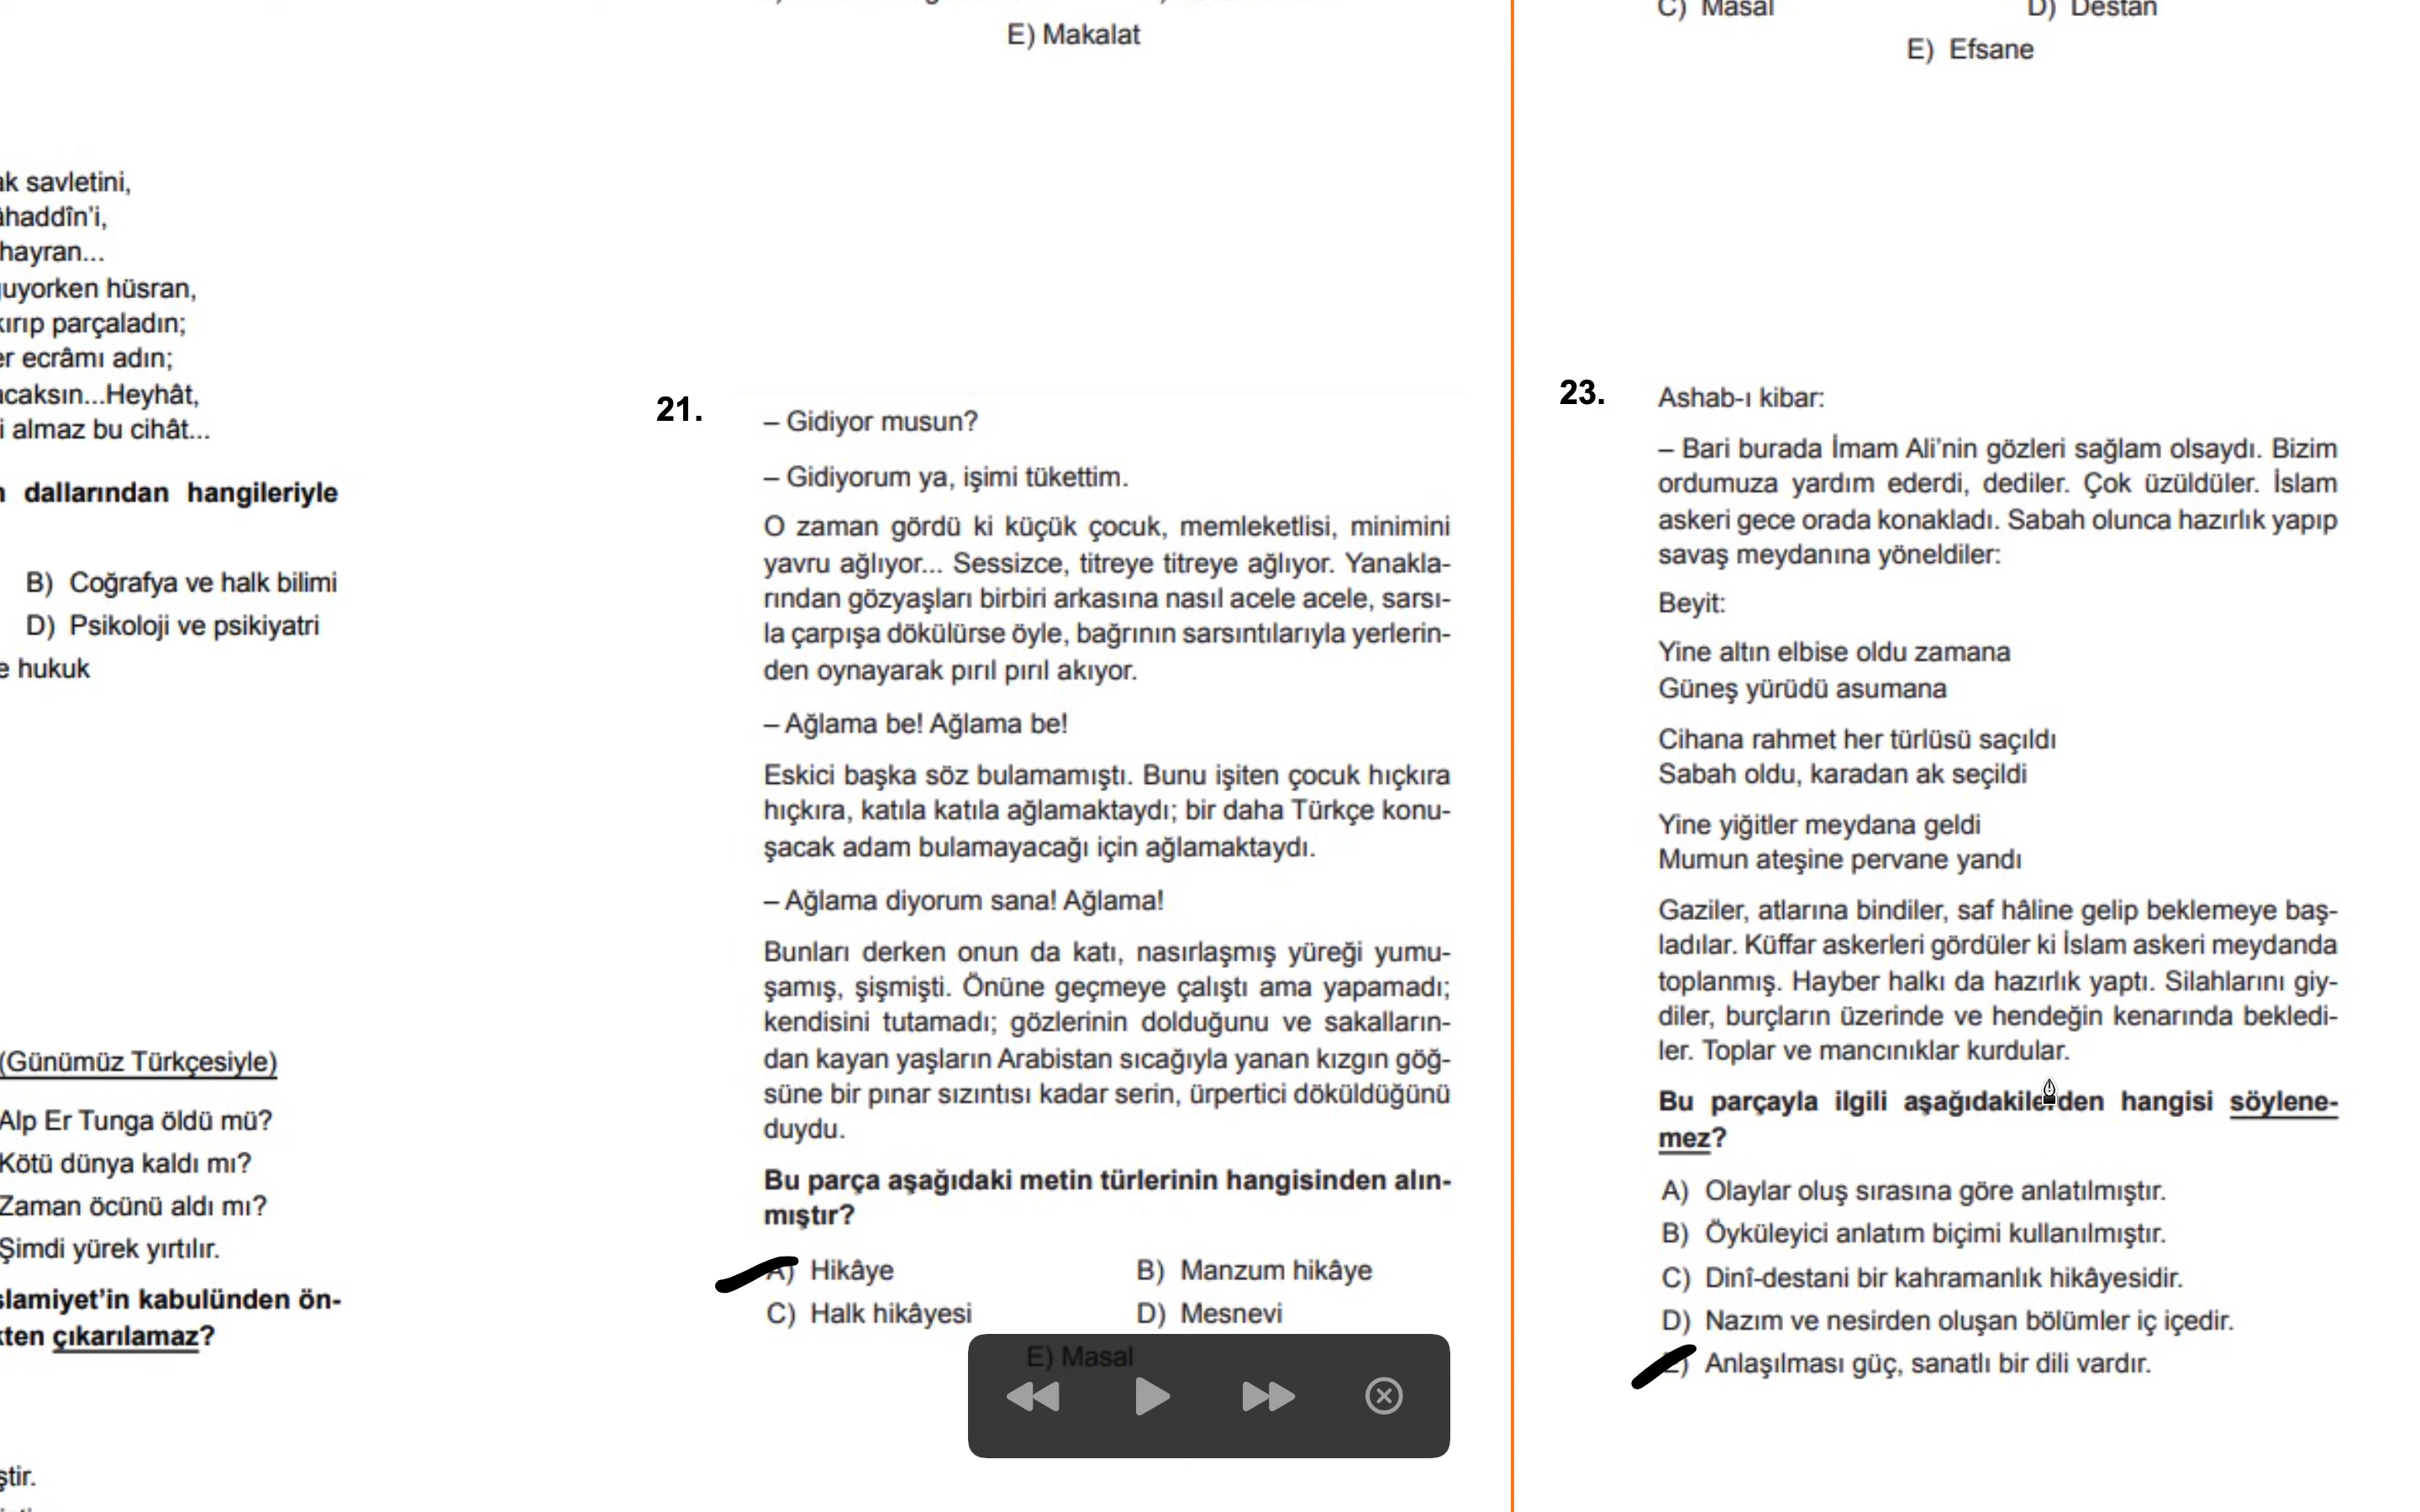 E) Makalat
ak savletini,
âhaddîn'i,
hayran...
ğuyorken hüsran,
kırıp parçaladın;
er ecrâmı adın;
acaksın...Heyhât,
i almaz bu cihât...
dallarından hangileriyle
B) Coğrafya ve halk bilimi
D) Psikoloji ve psikiyatri
e hukuk
(Günümüz Türkçesiyle)
Alp Er Tunga öldü mü?
Kötü dünya kaldı mı?
Zaman öcünü aldı mı?
Şimdi yürek yırtılır.
slamiyet'in kabulünden ön-
kten çıkarılamaz?
ştir.
21.
– Gidiyor musun?
– Gidiyorum ya, işimi tükettim.
O zaman gördü ki küçük çocuk, memleketlisi, minimini
yavru ağlıyor... Sessizce, titreye titreye ağlıyor. Yanakla-
rından gözyaşları birbiri arkasına nasıl acele acele, sarsı-
la çarpışa dökülürse öyle, bağrının sarsıntılarıyla yerlerin-
den oynayarak pırıl pırıl akıyor.
– Ağlama be! Ağlama be!
Eskici başka söz bulamamıştı. Bunu işiten çocuk hıçkıra
hıçkıra, katıla katıla ağlamaktaydı; bir daha Türkçe konu-
şacak adam bulamayacağı için ağlamaktaydı.
– Ağlama diyorum sana! Ağlama!
Bunları derken onun da katı, nasırlaşmış yüreği yumu-
şamış, şişmişti. Önüne geçmeye çalıştı ama yapamadı;
kendisini tutamadı; gözlerinin dolduğunu ve sakalların-
dan kayan yaşların Arabistan sıcağıyla yanan kızgın göğ-
süne bir pınar sızıntısı kadar serin, ürpertici döküldüğünü
duydu.
Bu parça aşağıdaki metin türlerinin hangisinden alın-
mıştır?
A) Hikâye B) Manzum hikâye
C) Halk hikâyesi D) Mesnevi
E) Masal
C) Masal D) Destan
E) Efsane
23.
Ashab-ı kibar:
– Bari burada İmam Ali'nin gözleri sağlam olsaydı. Bizim
ordumuza yardım ederdi, dediler. Çok üzüldüler. İslam
askeri gece orada konakladı. Sabah olunca hazırlık yapıp
savaş meydanına yöneldiler:
Beyit:
Yine altın elbise oldu zamana
Güneş yürüdü asumana
Cihana rahmet her türlüsü saçıldı
Sabah oldu, karadan ak seçildi
Yine yiğitler meydana geldi
Mumun ateşine pervane yandı
Gaziler, atlarına bindiler, saf hâline gelip beklemeye baş-
ladılar. Küffar askerleri gördüler ki İslam askeri meydanda
toplanmış. Hayber halkı da hazırlık yaptı. Silahlarını giy-
diler, burçların üzerinde ve hendeğin kenarında bekledi-
ler. Toplar ve mancınıklar kurdular.
Bu parçayla ilgili aşağıdakilerden hangisi söylene-
mez?
A) Olaylar oluş sırasına göre anlatılmıştır.
B) Öyküleyici anlatım biçimi kullanılmıştır.
C) Dinî-destani bir kahramanlık hikâyesidir.
D) Nazım ve nesirden oluşan bölümler iç içedir.
E) Anlaşılması güç, sanatlı bir dili vardır.